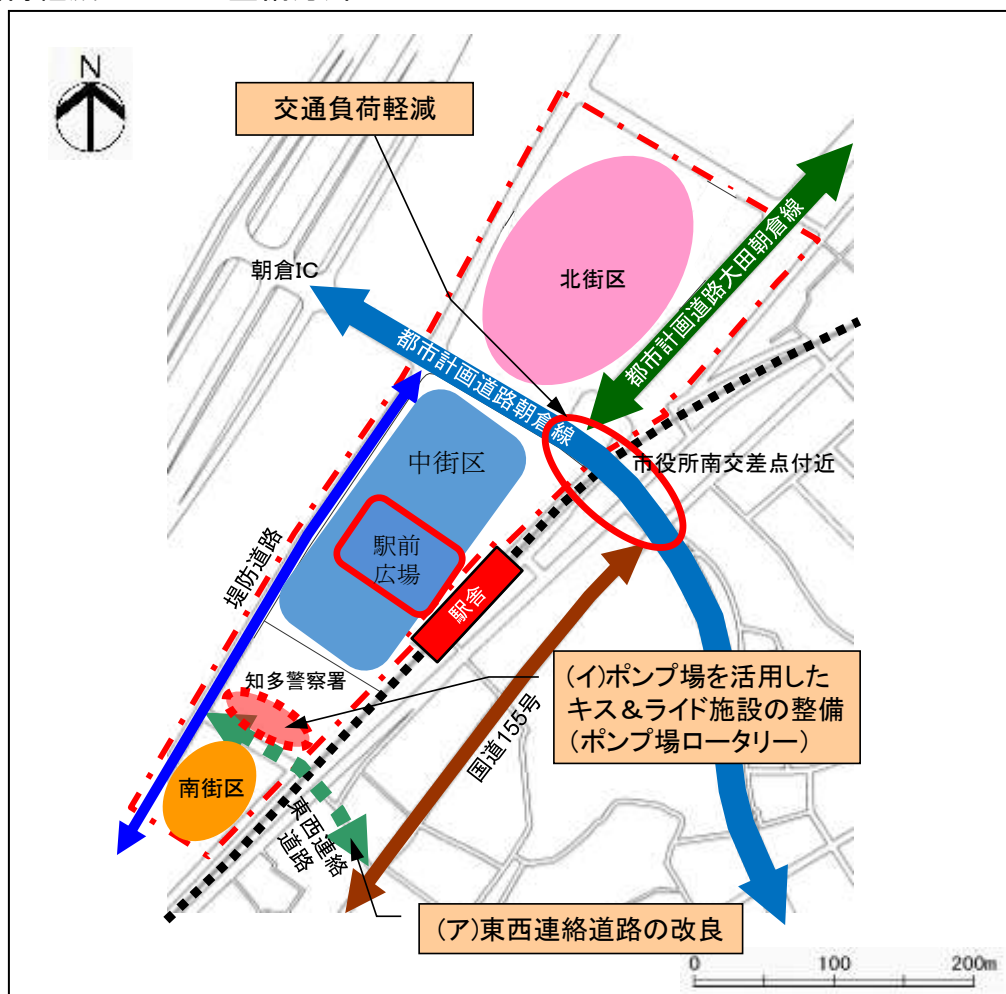 N
交通負荷軽減
朝倉IC
北街区
都市計画道路大田朝倉線
都市計画道路朝倉線
中街区
市役所南交差点付近
駅前
広場
駅舎
堤防道路
知多警察署
(イ)ポンプ場を活用した
キス&ライド施設の整備
(ポンプ場ロータリー)
国道155号
南街区
東西連絡
道路
(ア)東西連絡道路の改良
0 100 200m